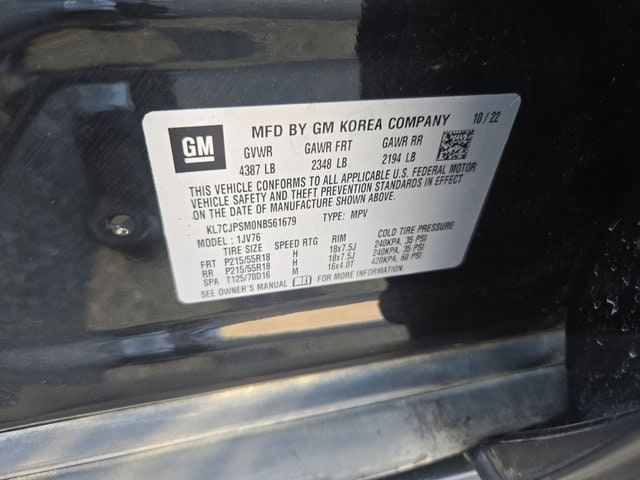 GM
MFD BY GM KOREA COMPANY 10/22
GVWR GAWR FRT GAWR RR
4387 LB 2348 LB 2194 LB
THIS VEHICLE CONFORMS TO ALL APPLICABLE U.S. FEDERAL MOTOR
VEHICLE SAFETY AND THEFT PREVENTION STANDARDS IN EFFECT
ON THE DATE OF MANUFACTURE SHOWN ABOVE.
KL7CJPSM0NB561679 TYPE: MPV
MODEL: 1JV76
TIRE SIZE SPEED RTG RIM COLD TIRE PRESSURE
FRT P215/55R18 H 18x7.5J 240KPA, 35 PSI
RR P215/55R18 H 18x7.5J 240KPA, 35 PSI
SPA T125/70D16 M 16x4.0T 420KPA, 60 PSI
SEE OWNER'S MANUAL FOR MORE INFORMATION.